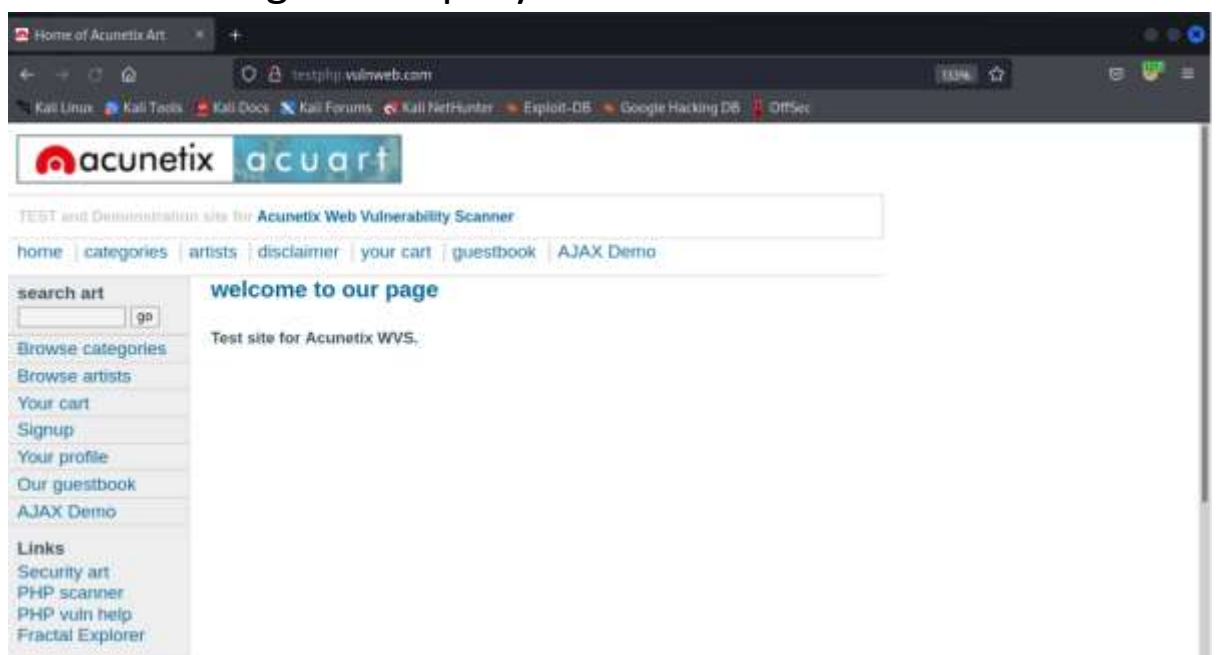 Home of Acunetix Art
testphp.vulnweb.com
133%
Kali Linux Kali Tools Kali Docs Kali Forums Kali NetHunter Exploit-DB Google Hacking DB OffSec
acunetix acuart
TEST and Demonstration site for Acunetix Web Vulnerability Scanner
home categories artists disclaimer your cart guestbook AJAX Demo
search art
go
welcome to our page
Test site for Acunetix WVS.
Browse categories
Browse artists
Your cart
Signup
Your profile
Our guestbook
AJAX Demo
Links
Security art
PHP scanner
PHP vuln help
Fractal Explorer